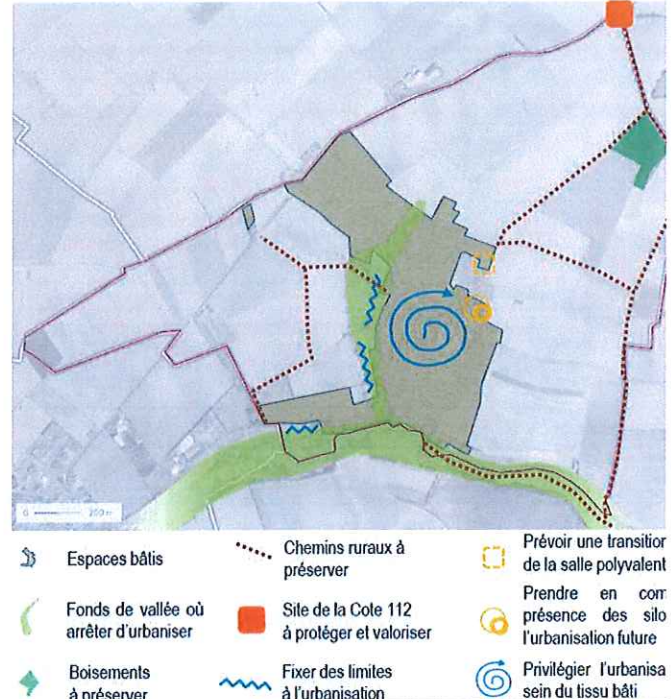 0 200 m
Espaces bâtis
Fonds de vallée où
arrêter d'urbaniser
Boisements
à préserver
Chemins ruraux à
préserver
Site de la Cote 112
à protéger et valoriser
Fixer des limites
à l'urbanisation
Prévoir une transition
de la salle polyvalent
Prendre en com
présence des silo
l'urbanisation future
Privilégier l'urbanisa
sein du tissu bâti